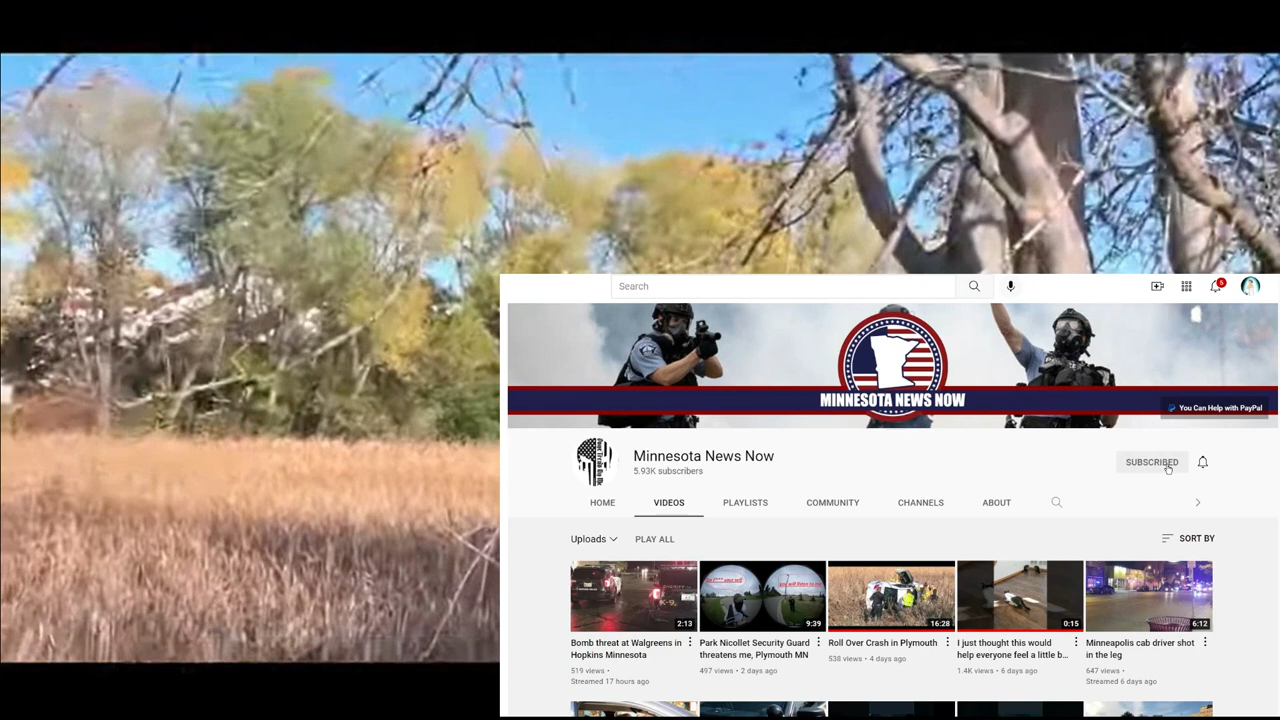 Search
5
MINNESOTA NEWS NOW
You Can Help with PayPal
Minnesota News Now
5.93K subscribers
SUBSCRIBED
HOME VIDEOS PLAYLISTS COMMUNITY CHANNELS ABOUT
Uploads PLAY ALL SORT BY
2:13 9:39 16:28 0:15 6:12
Bomb threat at Walgreens in
Hopkins Minnesota
519 views •
Streamed 17 hours ago
Park Nicollet Security Guard
threatens me, Plymouth MN
497 views • 2 days ago
Roll Over Crash in Plymouth
538 views • 4 days ago
I just thought this would
help everyone feel a little b...
1.4K views • 6 days ago
Minneapolis cab driver shot
in the leg
647 views •
Streamed 6 days ago